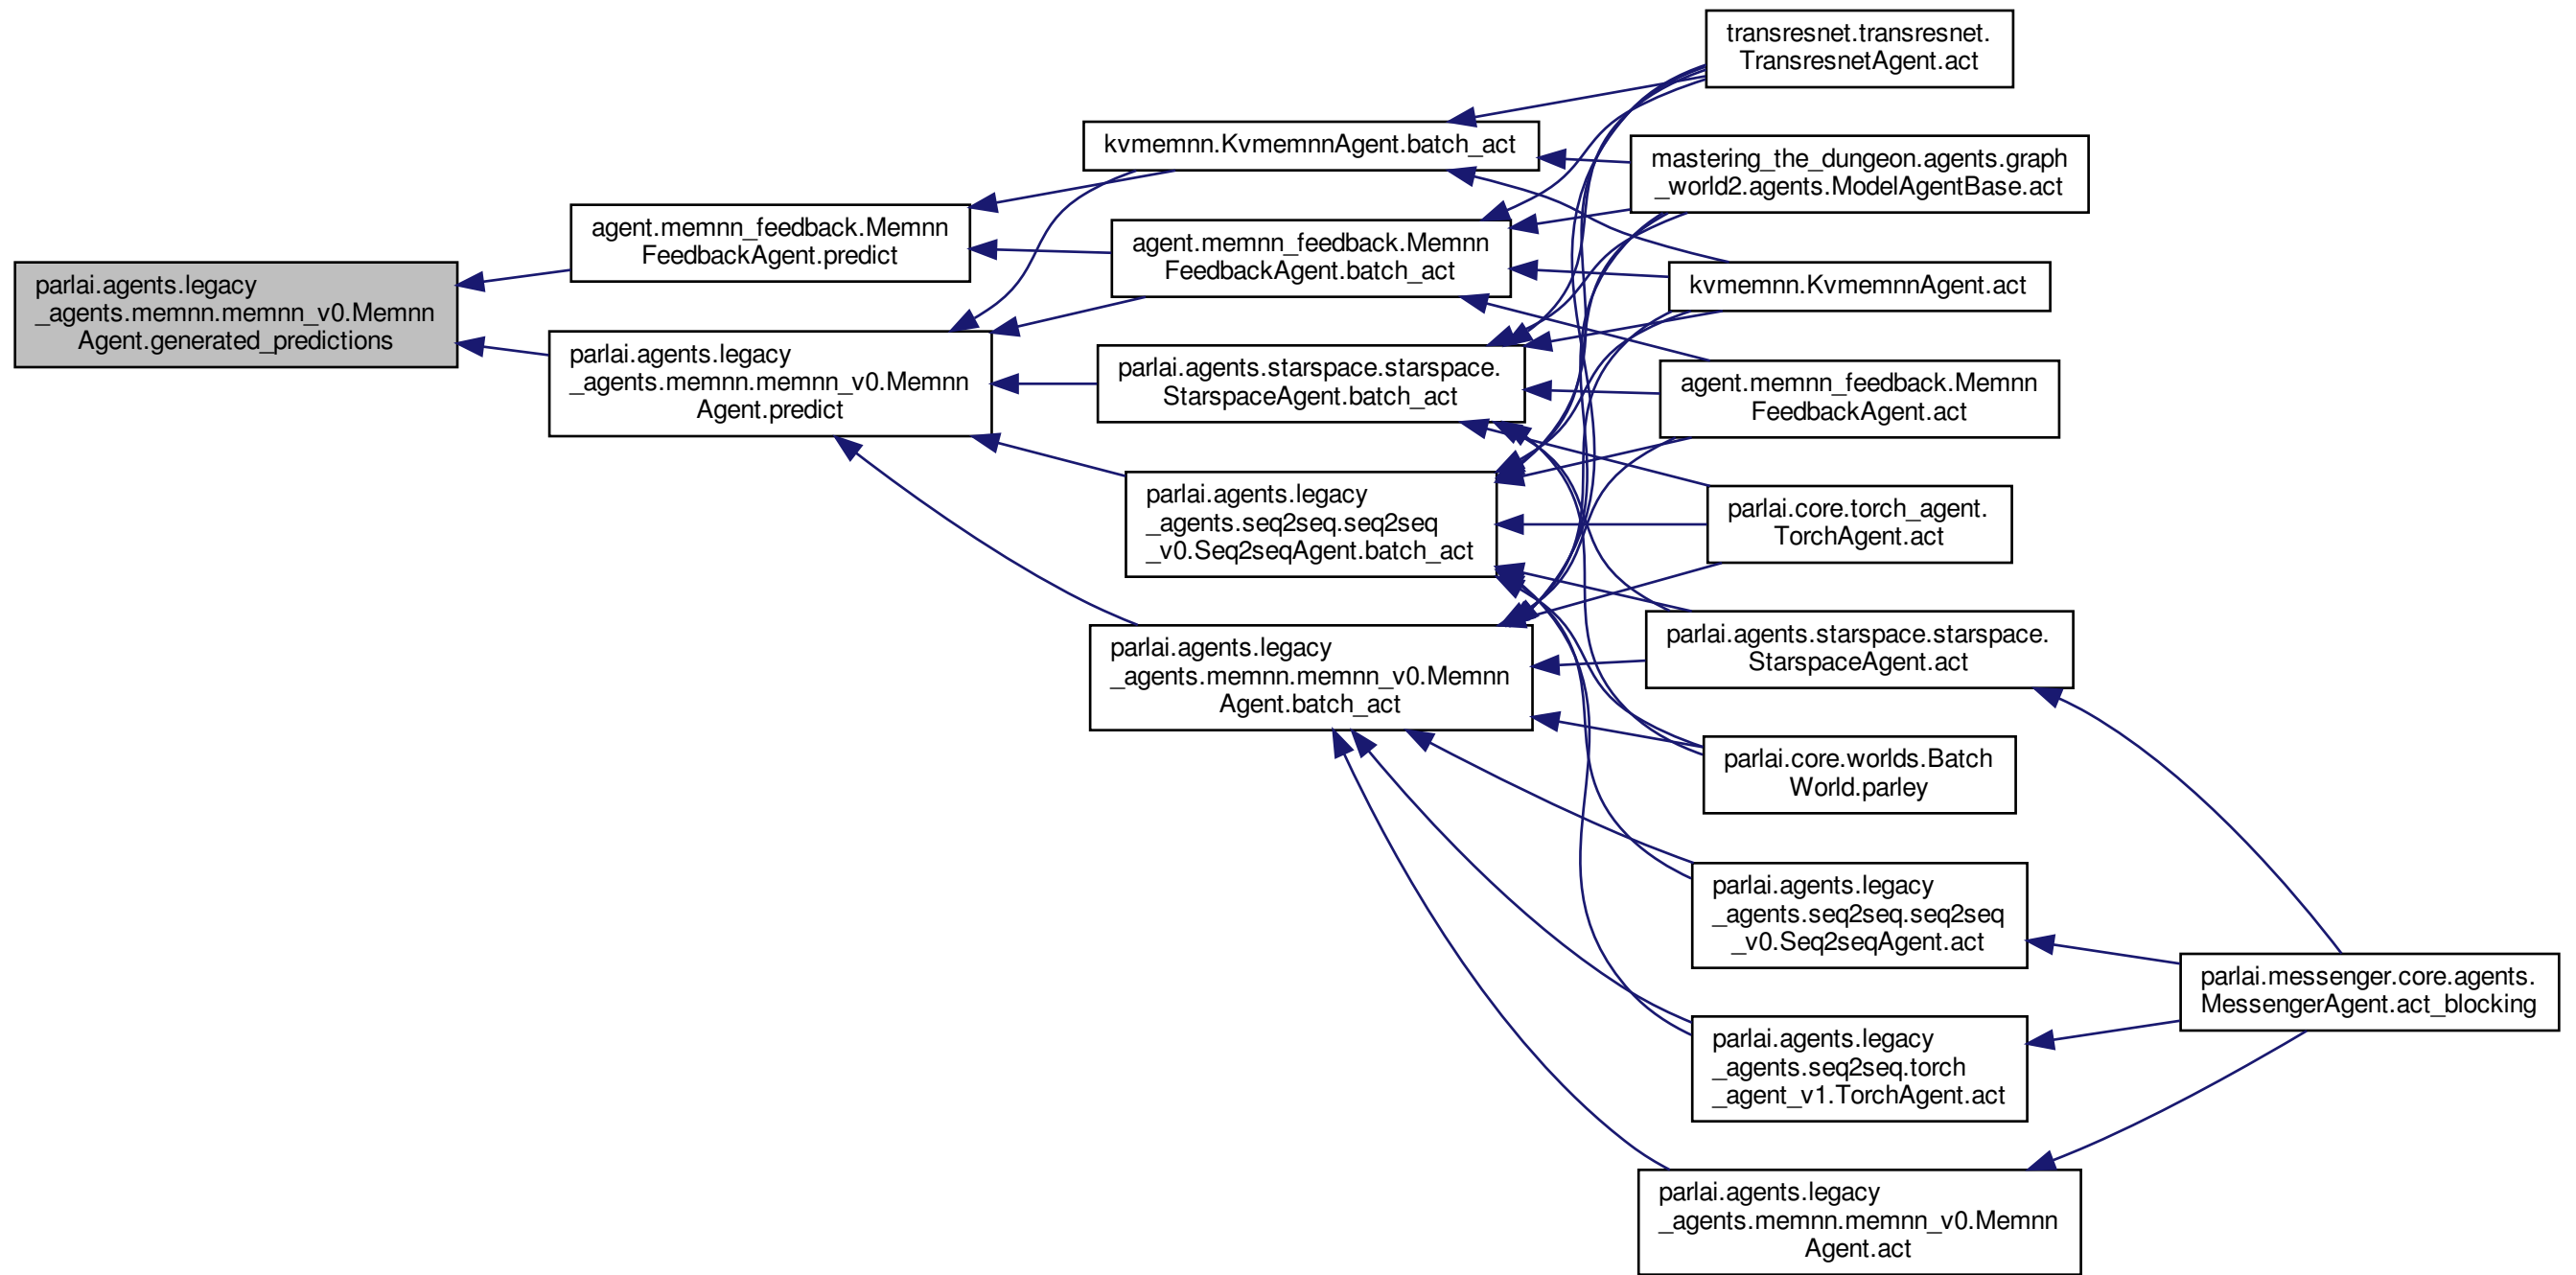 parlai.agents.legacy
_agents.memnn.memnn_v0.Memnn
Agent.generated_predictions
agent.memnn_feedback.Memnn
FeedbackAgent.predict
parlai.agents.legacy
_agents.memnn.memnn_v0.Memnn
Agent.predict
kvmemnn.KvmemnnAgent.batch_act
agent.memnn_feedback.Memnn
FeedbackAgent.batch_act
parlai.agents.starspace.starspace.
StarspaceAgent.batch_act
parlai.agents.legacy
_agents.seq2seq.seq2seq
_v0.Seq2seqAgent.batch_act
parlai.agents.legacy
_agents.memnn.memnn_v0.Memnn
Agent.batch_act
transresnet.transresnet.
TransresnetAgent.act
mastering_the_dungeon.agents.graph
_world2.agents.ModelAgentBase.act
kvmemnn.KvmemnnAgent.act
agent.memnn_feedback.Memnn
FeedbackAgent.act
parlai.core.torch_agent.
TorchAgent.act
parlai.agents.starspace.starspace.
StarspaceAgent.act
parlai.core.worlds.Batch
World.parley
parlai.agents.legacy
_agents.seq2seq.seq2seq
_v0.Seq2seqAgent.act
parlai.agents.legacy
_agents.seq2seq.torch
_agent_v1.TorchAgent.act
parlai.agents.legacy
_agents.memnn.memnn_v0.Memnn
Agent.act
parlai.messenger.core.agents.
MessengerAgent.act_blocking